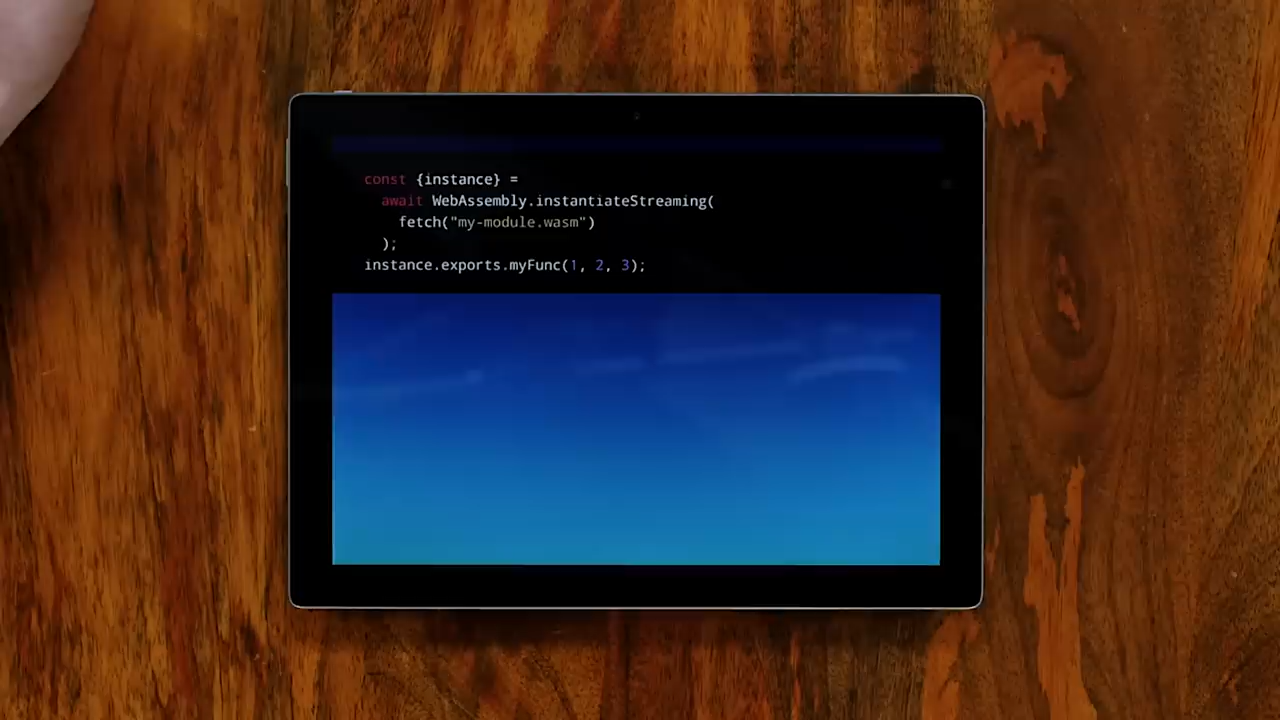 const {instance} =
await WebAssembly.instantiateStreaming(
fetch("my-module.wasm")
);
instance.exports.myFunc(1, 2, 3);